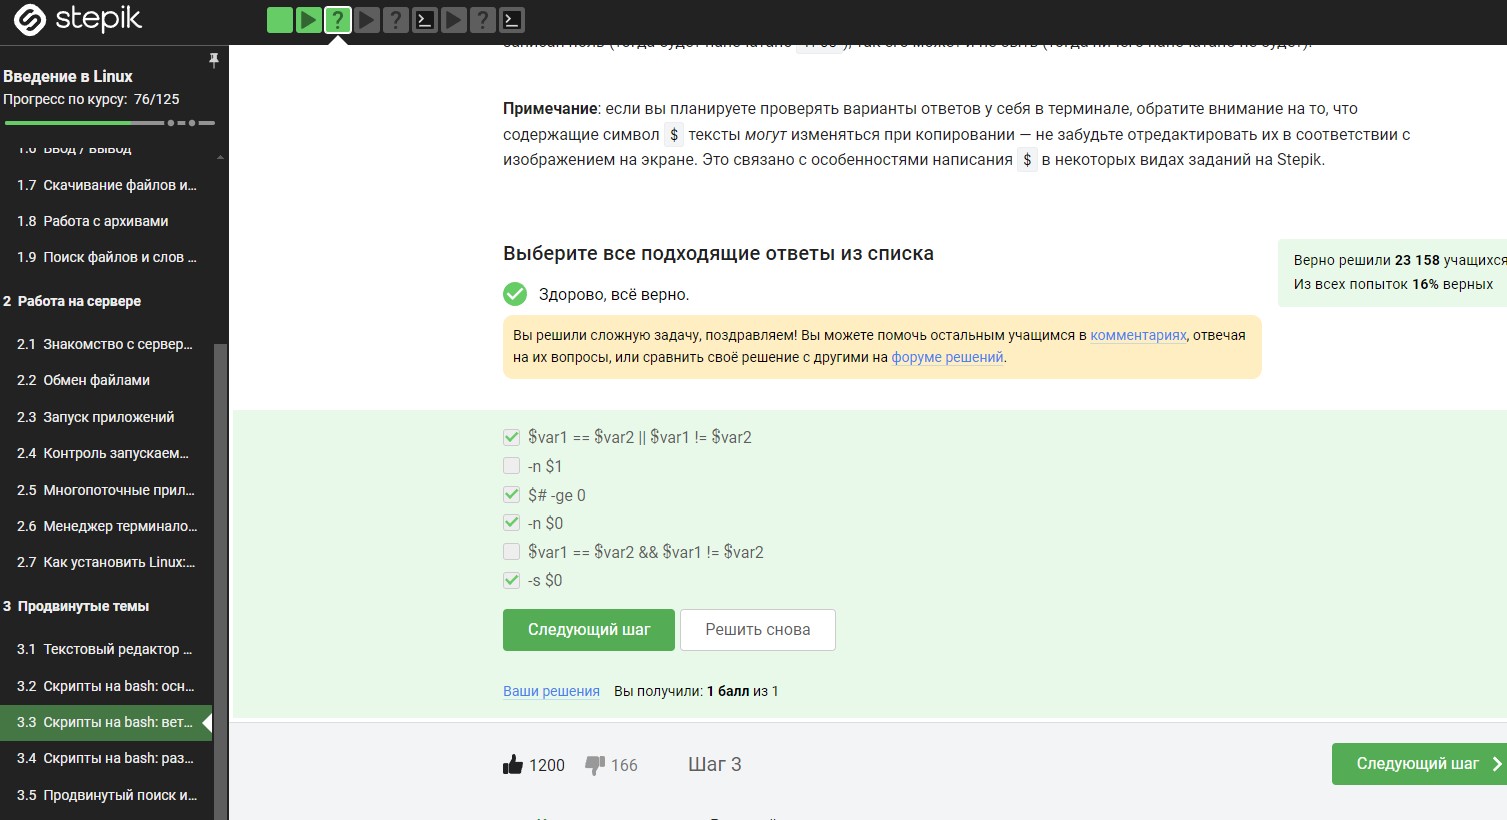 stepik
Введение в Linux
Прогресс по курсу: 76/125
1.6 Ввод / вывод
1.7 Скачивание файлов и...
1.8 Работа с архивами
1.9 Поиск файлов и слов ...
2 Работа на сервере
2.1 Знакомство с сервер...
2.2 Обмен файлами
2.3 Запуск приложений
2.4 Контроль запускаем...
2.5 Многопоточные прил...
2.6 Менеджер терминало...
2.7 Как установить Linux:...
3 Продвинутые темы
3.1 Текстовый редактор ...
3.2 Скрипты на bash: осн...
3.3 Скрипты на bash: вет...
3.4 Скрипты на bash: раз...
3.5 Продвинутый поиск и...
Примечание: если вы планируете проверять варианты ответов у себя в терминале, обратите внимание на то, что
содержащие символ $ тексты могут изменяться при копировании — не забудьте отредактировать их в соответствии с
изображением на экране. Это связано с особенностями написания $ в некоторых видах заданий на Stepik.
Выберите все подходящие ответы из списка
Здорово, всё верно.
Верно решили 23 158 учащихся
Из всех попыток 16% верных
Вы решили сложную задачу, поздравляем! Вы можете помочь остальным учащимся в комментариях, отвечая
на их вопросы, или сравнить своё решение с другими на форуме решений.
$var1 == $var2 || $var1 != $var2
-n $1
$# -ge 0
-n $0
$var1 == $var2 && $var1 != $var2
-s $0
Следующий шаг
Решить снова
Ваши решения Вы получили: 1 балл из 1
1200
166
Шаг 3
Следующий шаг